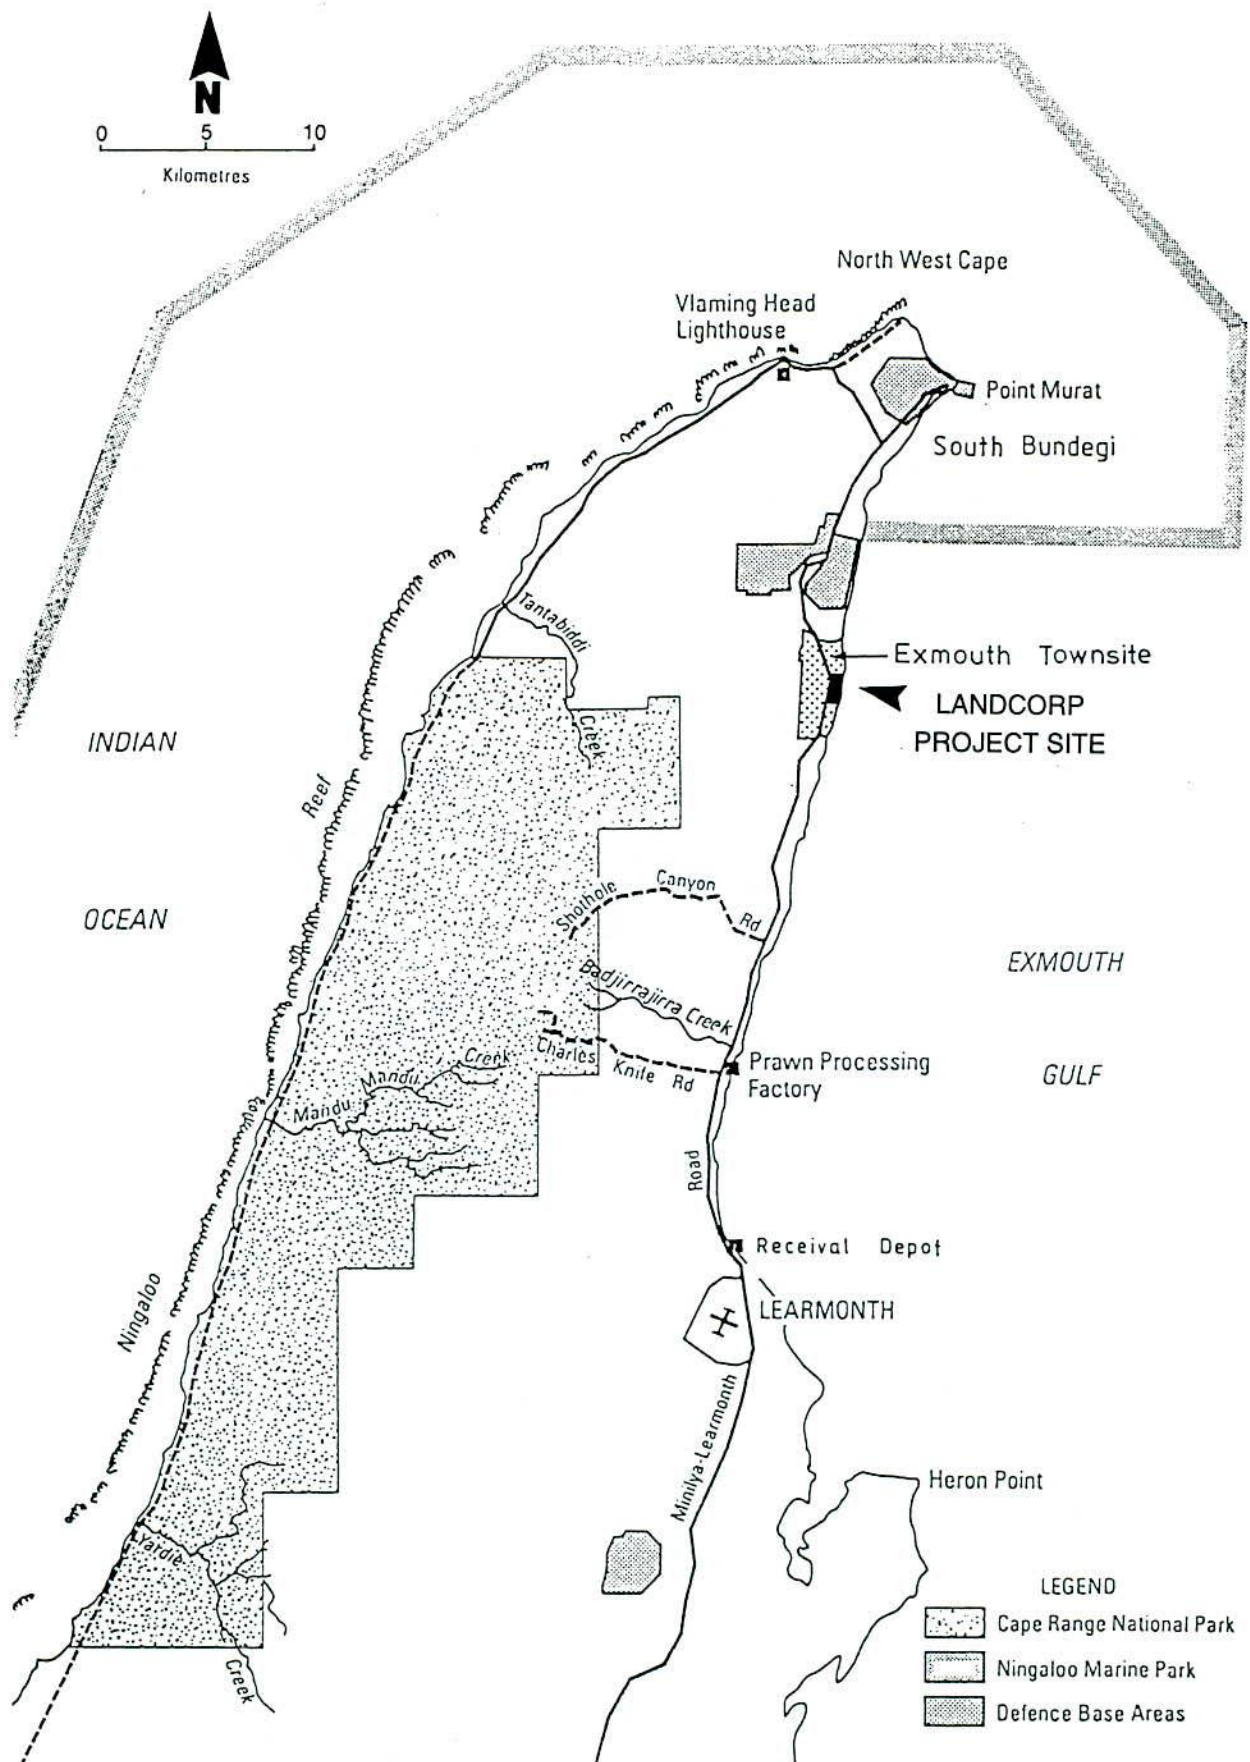 N
0 5 10
Kilometres
North West Cape
Vlaming Head
Lighthouse
Point Murat
South Bundegi
Tantabiddi
Creek
Exmouth Townsite
LANDCORP
PROJECT SITE
INDIAN
OCEAN
Reef
Shothole Canyon Rd
Badjirrajirra Creek
EXMOUTH
GULF
Charles Knife Rd
Prawn Processing
Factory
Mandu Mandu Creek
Road
Receival Depot
LEARMONTH
Ningaloo
Minilya-Learmonth
Heron Point
Yardie
Creek
LEGEND
Cape Range National Park
Ningaloo Marine Park
Defence Base Areas